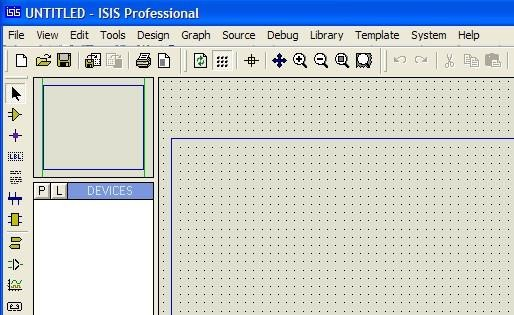 UNTITLED - ISIS Professional
File View Edit Tools Design Graph Source Debug Library Template System Help
LBL
P L DEVICES